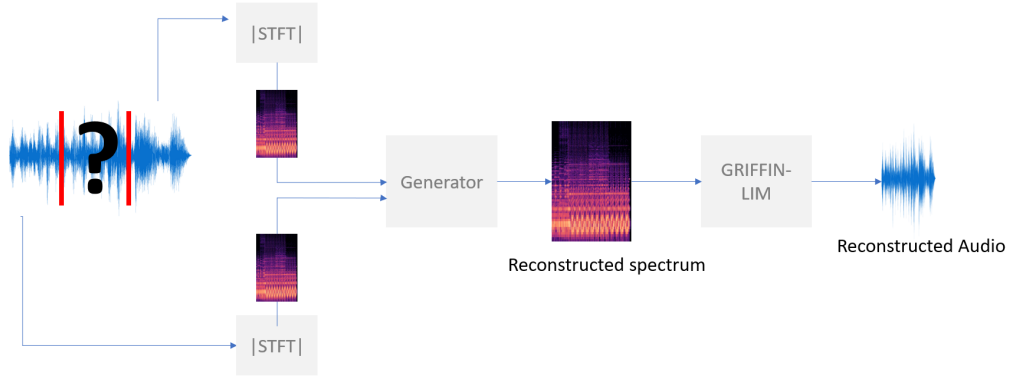 |STFT|
?
Generator
GRIFFIN-
LIM
Reconstructed spectrum
Reconstructed Audio
|STFT|